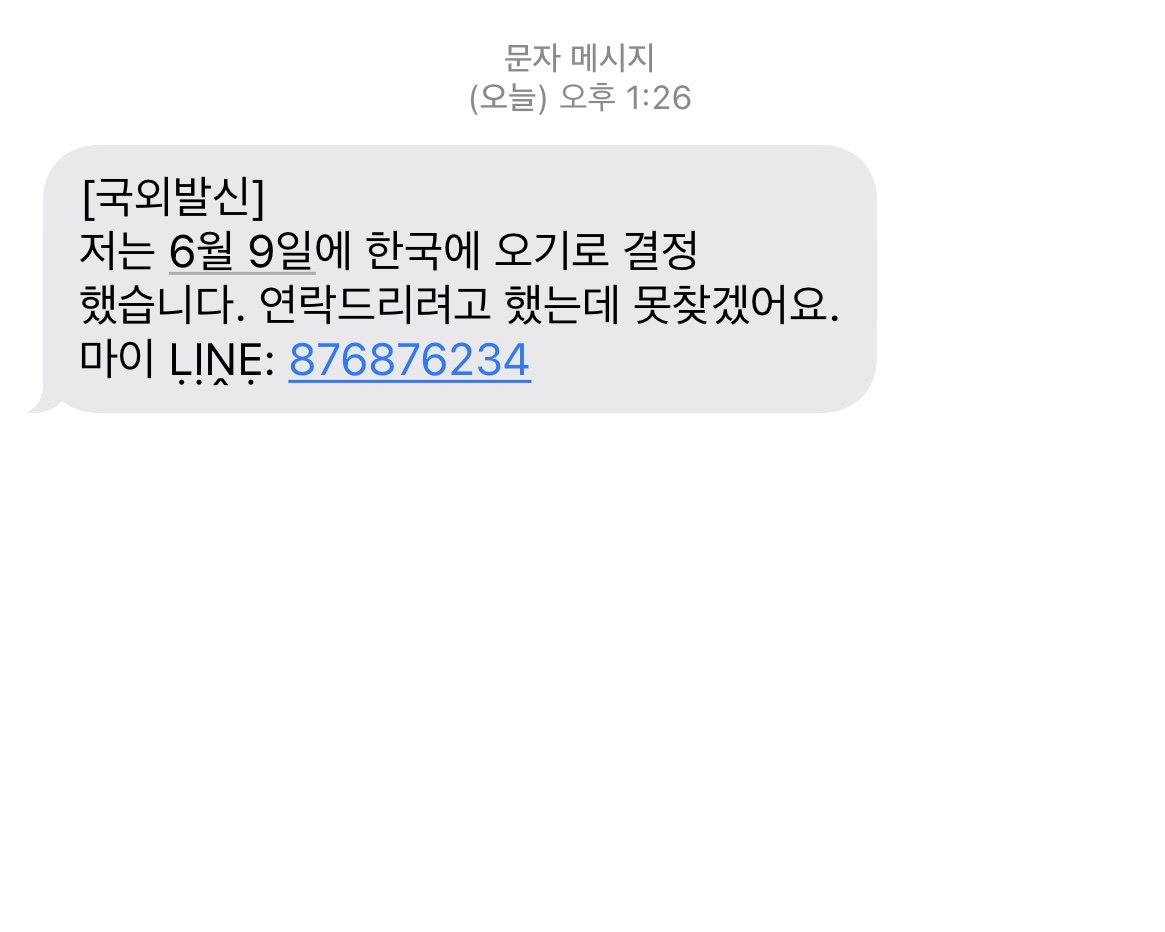 문자 메시지
(오늘) 오후 1:26
[국외발신]
저는 6월 9일에 한국에 오기로 결정
했습니다. 연락드리려고 했는데 못찾겠어요.
마이 ḶỊṊẸ: 876876234